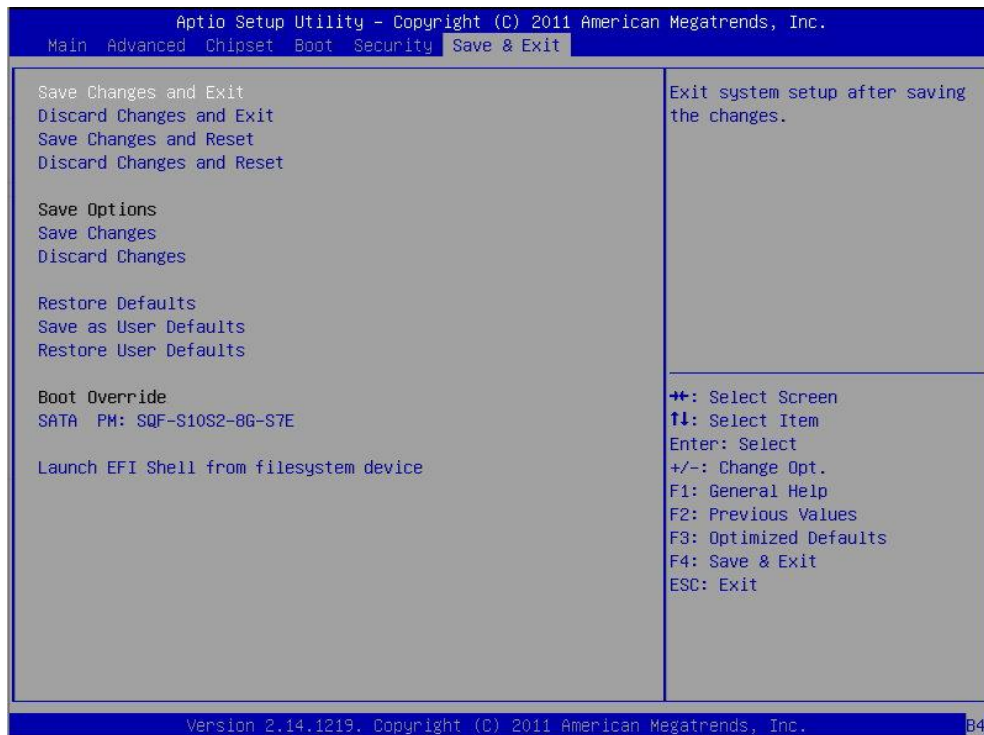 Aptio Setup Utility – Copyright (C) 2011 American Megatrends, Inc.
Main Advanced Chipset Boot Security Save & Exit
Save Changes and Exit
Discard Changes and Exit
Save Changes and Reset
Discard Changes and Reset
Save Options
Save Changes
Discard Changes
Restore Defaults
Save as User Defaults
Restore User Defaults
Boot Override
SATA PM: SQF-S10S2-8G-S7E
Launch EFI Shell from filesystem device
Exit system setup after saving
the changes.
→←: Select Screen
↑↓: Select Item
Enter: Select
+/-: Change Opt.
F1: General Help
F2: Previous Values
F3: Optimized Defaults
F4: Save & Exit
ESC: Exit
Version 2.14.1219. Copyright (C) 2011 American Megatrends, Inc.
B4